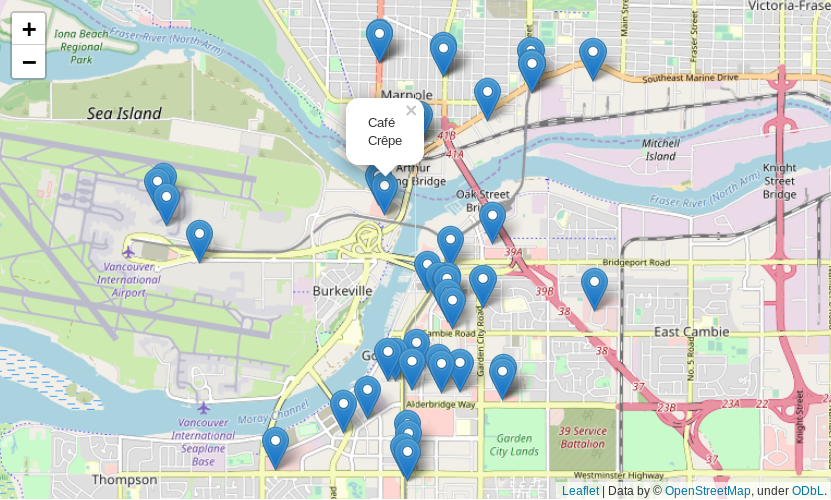 +
−
Iona Beach
Regional
Park
Fraser River (North Arm)
Main Street
Fraser Street
Victoria-Fraser
Sea Island
Marpole
Southeast Marine Drive
×
Café
Crêpe
41B
41A
Arthur
Bridge
Mitchell
Island
Knight
Street
Bridge
Oak Street
Fraser River (North Arm)
Vancouver
International
Airport
39A
Bridgeport Road
39B
Burkeville
38
Cambie Road
Garden City Road
East Cambie
38
No. 5 Road
37
Moray Channel
Alderbridge Way
23B
23A
22
22
Knight Street
Vancouver
International
Seaplane
Base
Garden
City Lands
39 Service
Battalion
37
Thompson
Westminster Highway
Leaflet | Data by © OpenStreetMap, under ODbL.